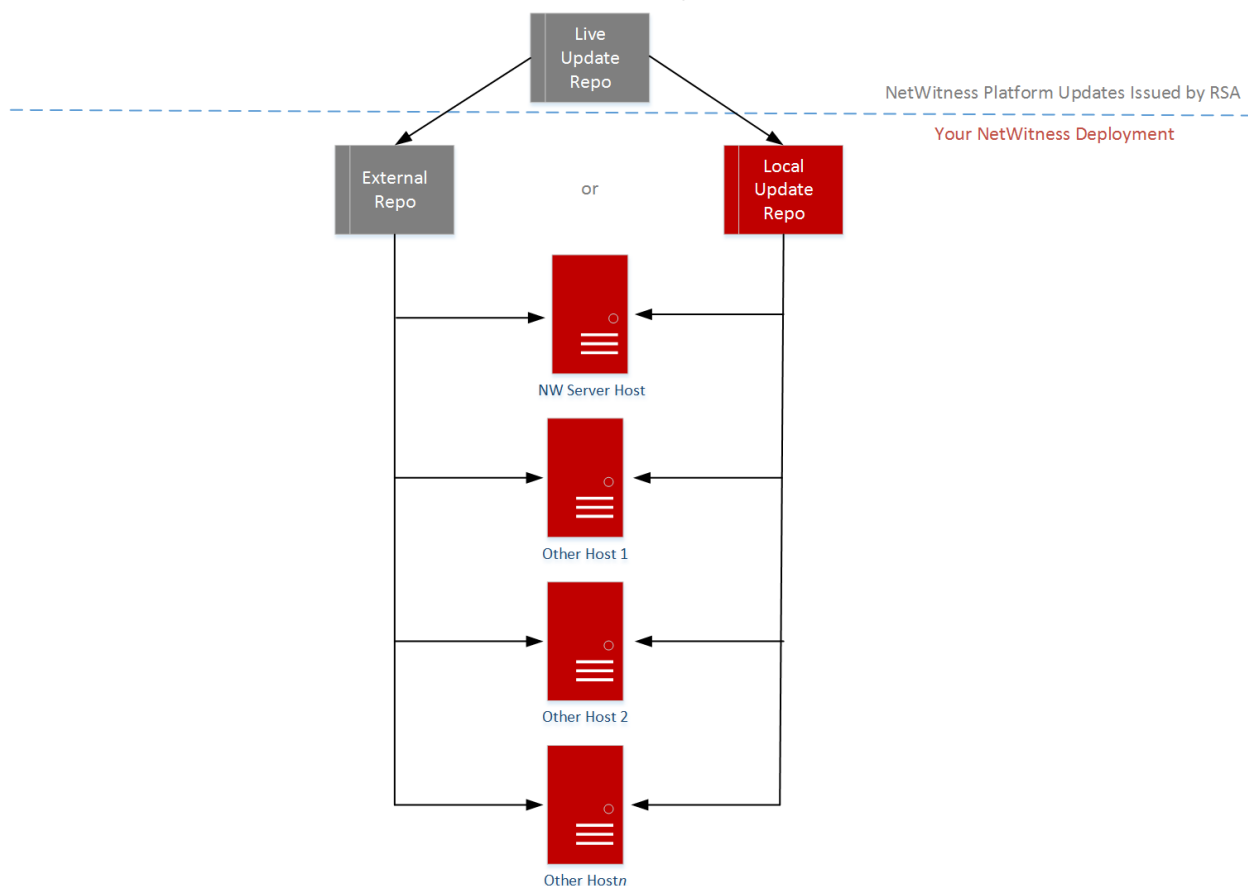 Live
Update
Repo
NetWitness Platform Updates Issued by RSA
Your NetWitness Deployment
External
Repo
or
Local
Update
Repo
NW Server Host
Other Host 1
Other Host 2
Other Hostn